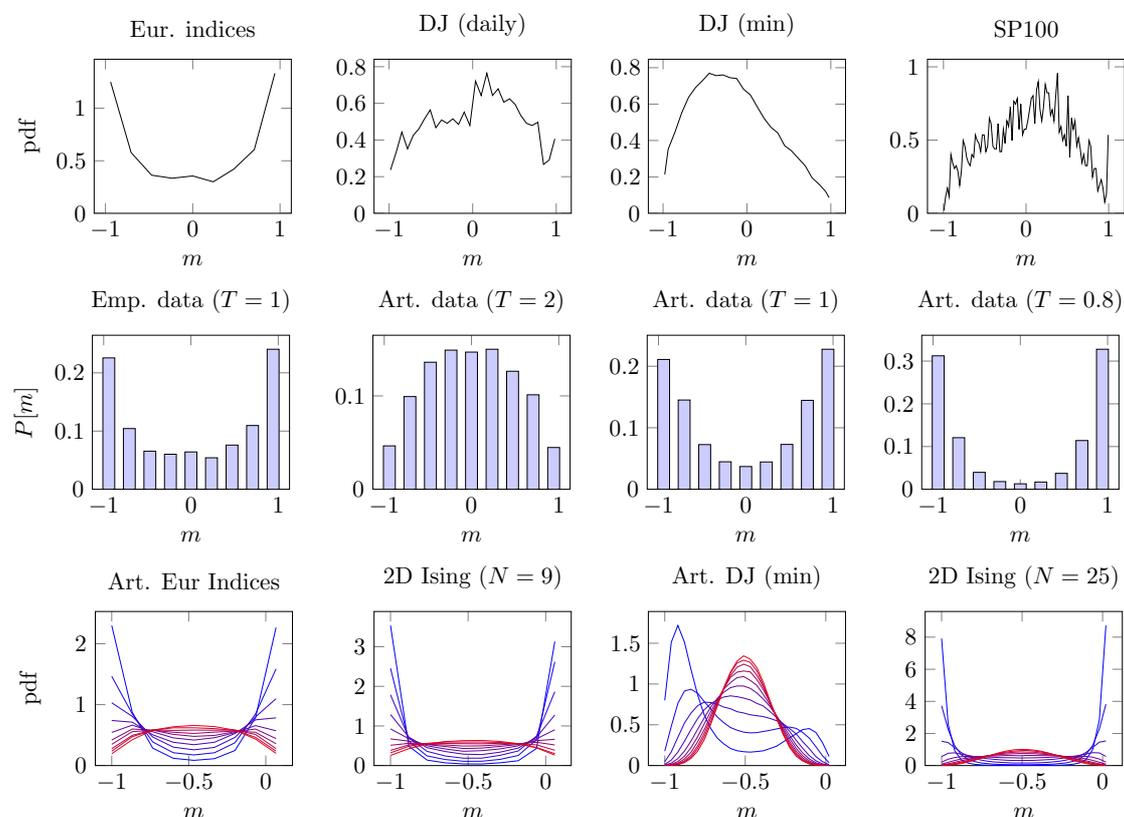 Eur. indices
DJ (daily)
DJ (min)
SP100
pdf
1
0.5
0
−1 0 1
m
0.8
0.6
0.4
0.2
0
−1 0 1
m
0.8
0.6
0.4
0.2
0
−1 0 1
m
1
0.5
0
−1 0 1
m
Emp. data (T = 1)
Art. data (T = 2)
Art. data (T = 1)
Art. data (T = 0.8)
P[m]
0.2
0.1
0
−1 0 1
m
0.1
0
−1 0 1
m
0.2
0.1
0
−1 0 1
m
0.3
0.2
0.1
0
−1 0 1
m
Art. Eur Indices
2D Ising (N = 9)
Art. DJ (min)
2D Ising (N = 25)
pdf
2
1
0
−1 −0.5 0
m
3
2
1
0
−1 −0.5 0
m
1.5
1
0.5
0
−1 −0.5 0
m
8
6
4
2
0
−1 −0.5 0
m